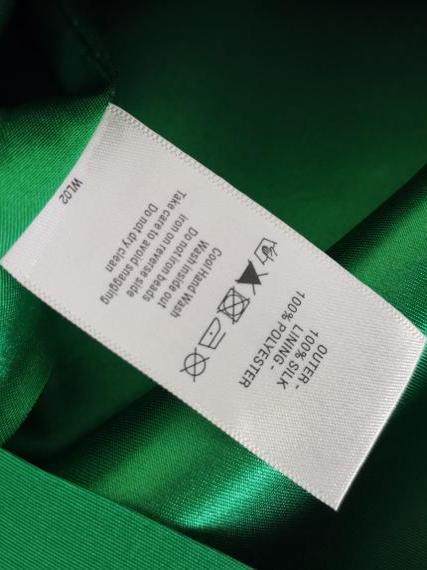 OUTER-
100% SILK
LINING -
100% POLYESTER
Cool Hand Wash
Wash inside out
Do not iron beads
Iron on reverse side
Take care to avoid snagging
Do not dry clean
WL02